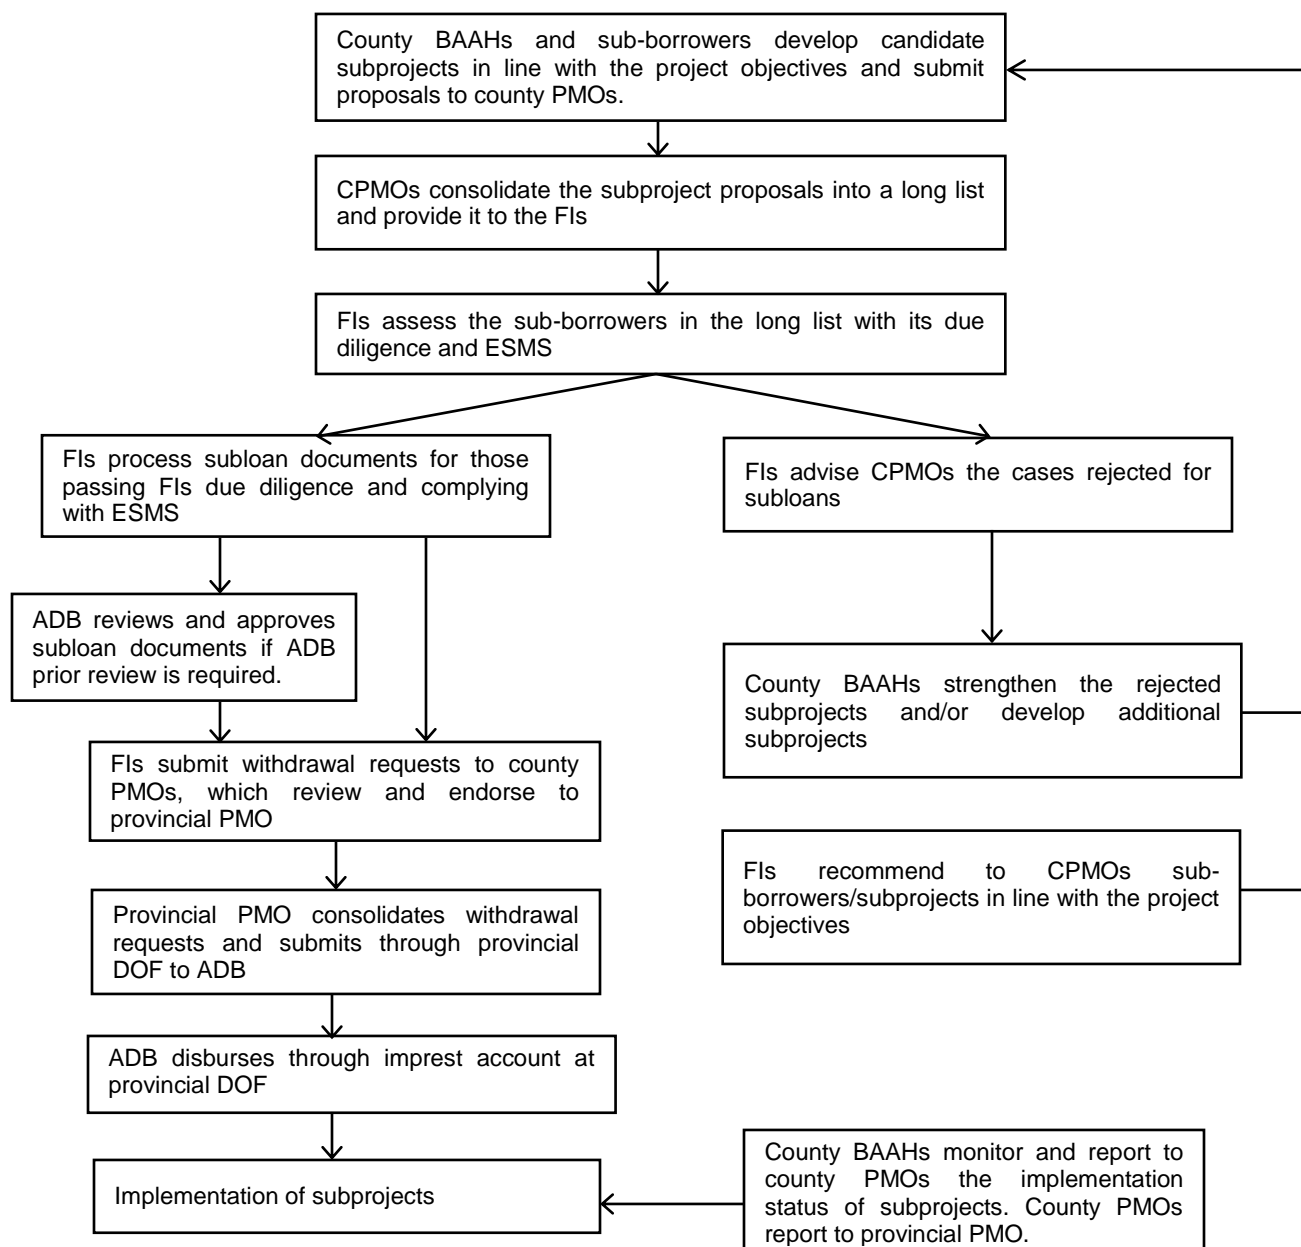 County BAAHs and sub-borrowers develop candidate
subprojects in line with the project objectives and submit
proposals to county PMOs.
CPMOs consolidate the subproject proposals into a long list
and provide it to the FIs
FIs assess the sub-borrowers in the long list with its due
diligence and ESMS
FIs process subloan documents for those
passing FIs due diligence and complying
with ESMS
FIs advise CPMOs the cases rejected for
subloans
ADB reviews and approves
subloan documents if ADB
prior review is required.
County BAAHs strengthen the rejected
subprojects and/or develop additional
subprojects
FIs submit withdrawal requests to county
PMOs, which review and endorse to
provincial PMO
FIs recommend to CPMOs sub-
borrowers/subprojects in line with the project
objectives
Provincial PMO consolidates withdrawal
requests and submits through provincial
DOF to ADB
ADB disburses through imprest account at
provincial DOF
Implementation of subprojects
County BAAHs monitor and report to
county PMOs the implementation
status of subprojects. County PMOs
report to provincial PMO.